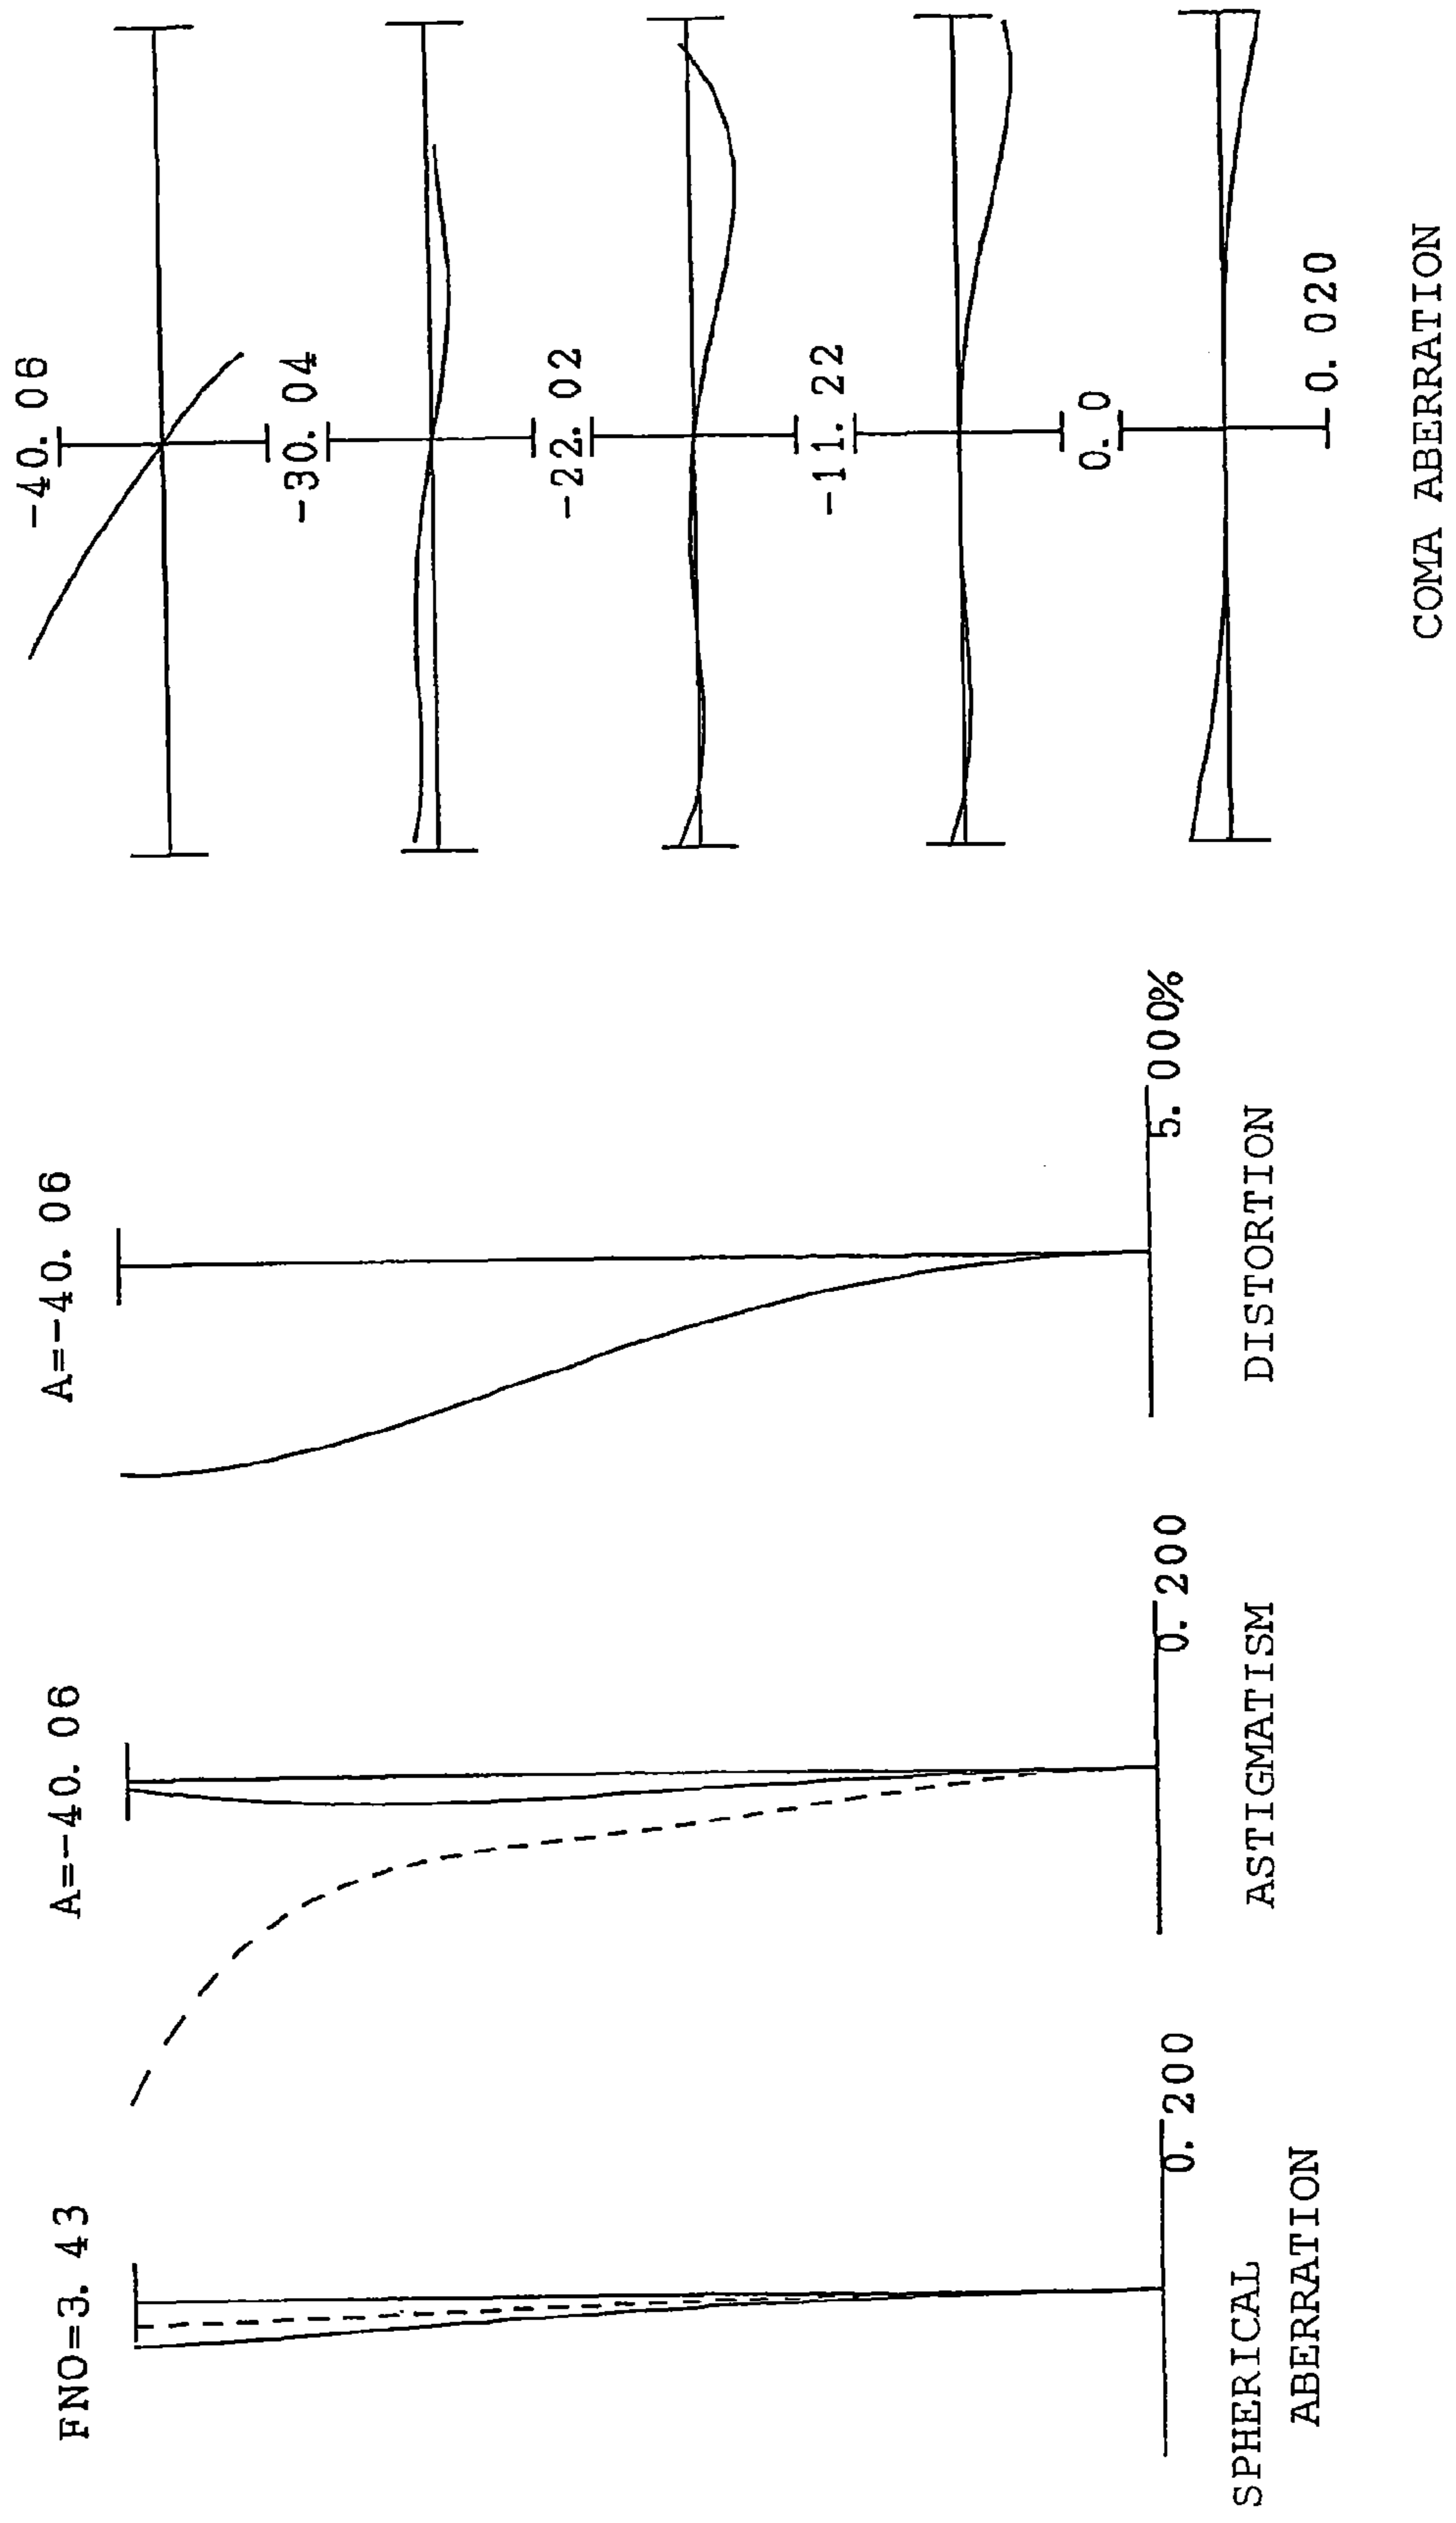 FNO=3.43
0.200
SPHERICAL
ABERRATION
A=-40.06
0.200
ASTIGMATISM
A=-40.06
5.000%
DISTORTION
-40.06
-30.04
-22.02
-11.22
0.0
0.020
COMA ABERRATION